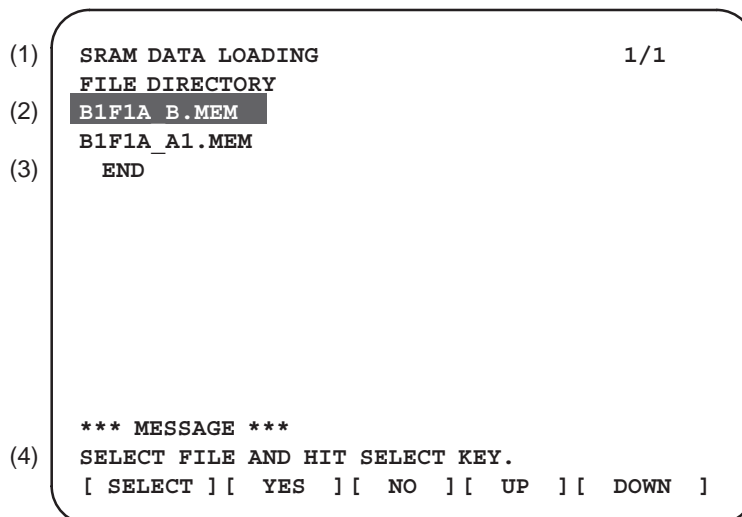 (1) SRAM DATA LOADING 1/1
FILE DIRECTORY
(2) B1F1A_B.MEM
B1F1A_A1.MEM
(3) END
*** MESSAGE ***
(4) SELECT FILE AND HIT SELECT KEY.
[ SELECT ][ YES ][ NO ][ UP ][ DOWN ]